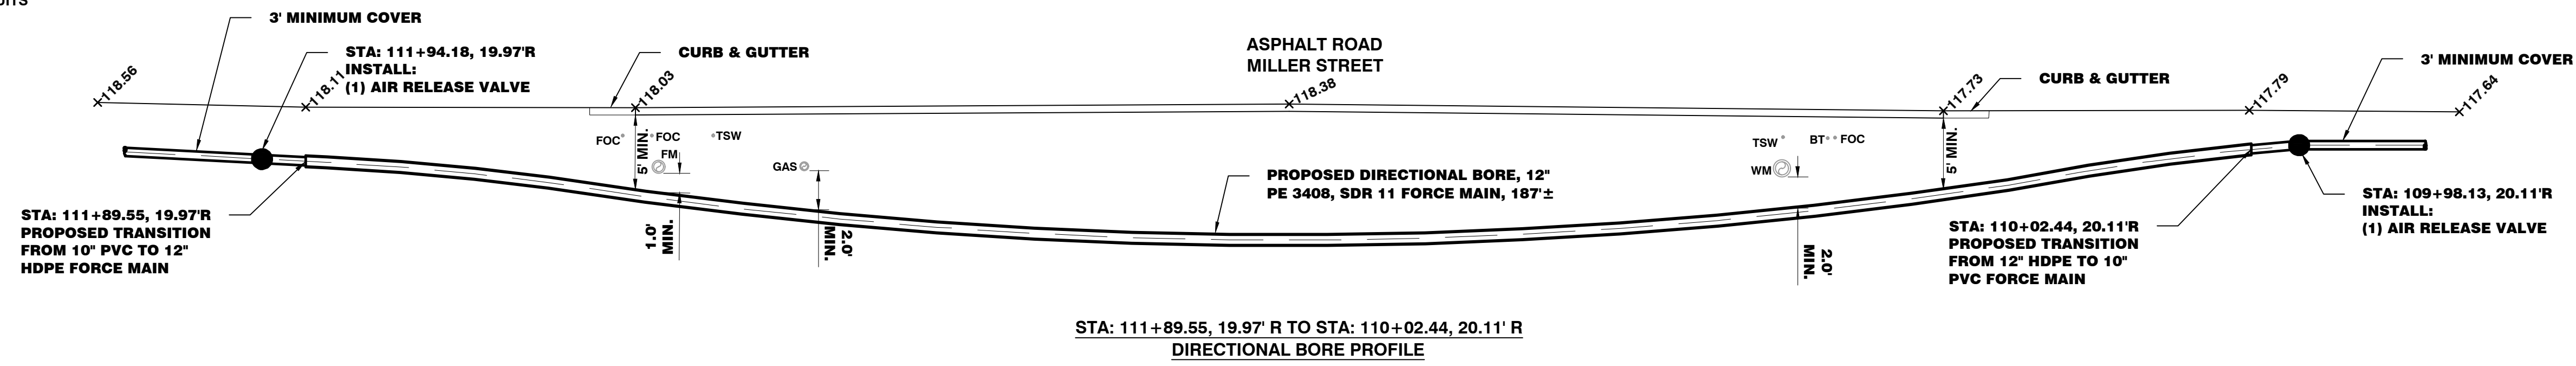 3' MINIMUM COVER
STA: 111+94.18, 19.97'R
INSTALL:
(1) AIR RELEASE VALVE
CURB & GUTTER
ASPHALT ROAD
MILLER STREET
CURB & GUTTER
3' MINIMUM COVER
118.56
118.11
118.03
118.38
117.73
117.79
117.64
FOC
5' MIN.
FOC
TSW
FM
GAS
TSW
BT
FOC
WM
5' MIN.
PROPOSED DIRECTIONAL BORE, 12"
PE 3408, SDR 11 FORCE MAIN, 187'±
STA: 109+98.13, 20.11'R
INSTALL:
(1) AIR RELEASE VALVE
STA: 111+89.55, 19.97'R
PROPOSED TRANSITION
FROM 10" PVC TO 12"
HDPE FORCE MAIN
1.0'
MIN.
2.0'
MIN.
2.0'
MIN.
STA: 110+02.44, 20.11'R
PROPOSED TRANSITION
FROM 12" HDPE TO 10"
PVC FORCE MAIN
STA: 111+89.55, 19.97' R TO STA: 110+02.44, 20.11' R
DIRECTIONAL BORE PROFILE